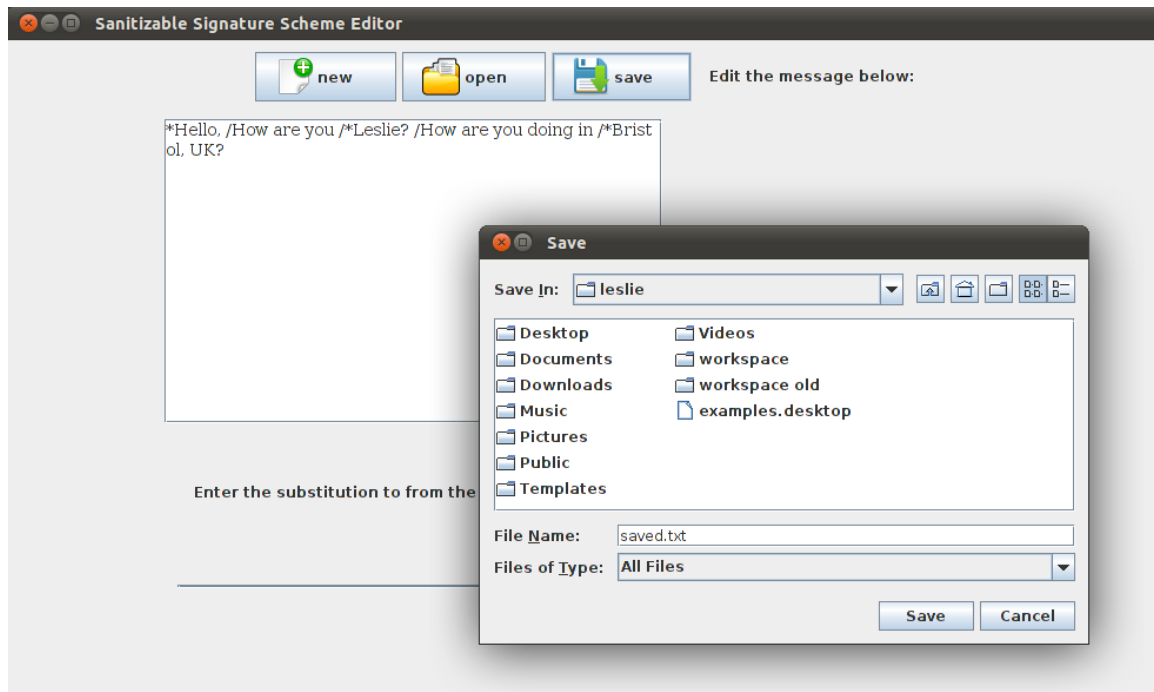 Sanitizable Signature Scheme Editor
new
open
save
Edit the message below:
*Hello, /How are you /*Leslie? /How are you doing in /*Brist
ol, UK?
Enter the substitution to from the
Save
Save In:
leslie
Desktop
Documents
Downloads
Music
Pictures
Public
Templates
Videos
workspace
workspace old
examples.desktop
File Name:
saved.txt
Files of Type:
All Files
Save
Cancel